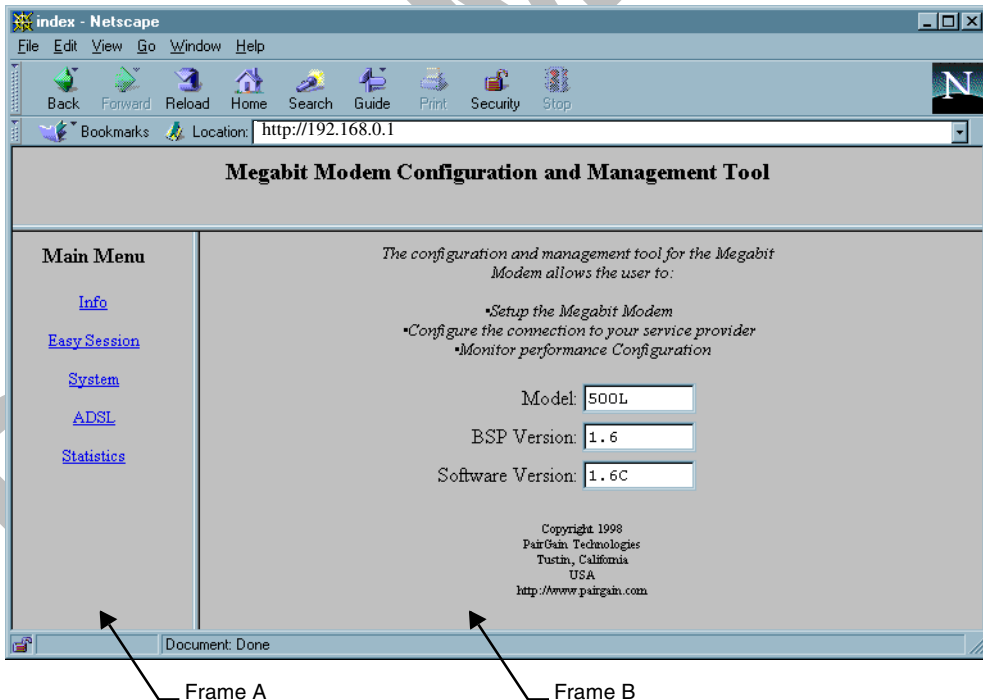 index - Netscape
File Edit View Go Window Help
Back Forward Reload Home Search Guide Print Security Stop
N
Bookmarks Location: http://192.168.0.1
Megabit Modem Configuration and Management Tool
Main Menu
Info
Easy Session
System
ADSL
Statistics
The configuration and management tool for the Megabit
Modem allows the user to:
•Setup the Megabit Modem
•Configure the connection to your service provider
•Monitor performance Configuration
Model: 500L
BSP Version: 1.6
Software Version: 1.6C
Copyright 1998
PairGain Technologies
Tustin, California
USA
http://www.pairgain.com
Document: Done
Frame A
Frame B